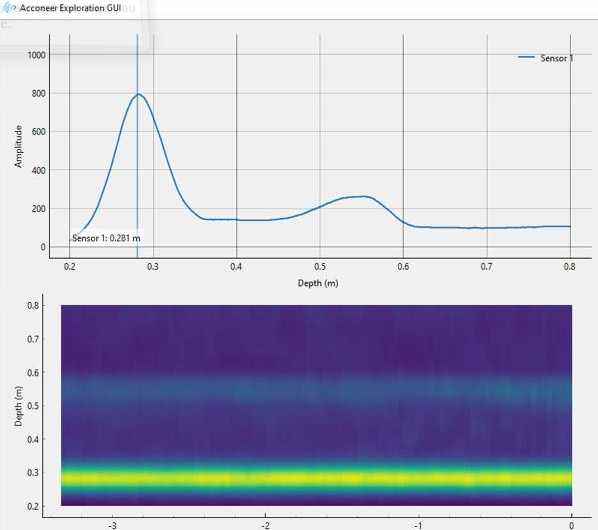 Acconeer Exploration GUI
1000
Sensor 1
800
600
Amplitude
400
200
Sensor 1: 0.281 m
0
0.2 0.3 0.4 0.5 0.6 0.7 0.8
Depth (m)
0.8
0.7
0.6
Depth (m)
0.5
0.4
0.3
0.2
-3 -2 -1 0